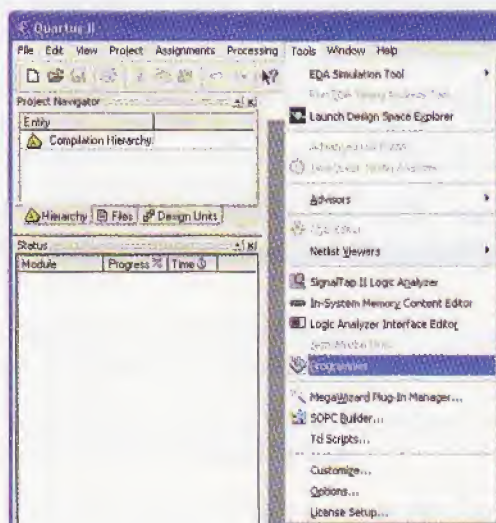 Quartus II
File Edit View Project Assignments Processing Tools Window Help
Project Navigator
Entity
Compilation Hierarchy
Hierarchy Files Design Units
Status
Module Progress % Time
EDA Simulation Tool
Launch Design Space Explorer
Advisors
Netlist Viewers
SignalTap II Logic Analyzer
In-System Memory Content Editor
Logic Analyzer Interface Editor
Programmer
MegaWizard Plug-In Manager...
SOPC Builder...
Tcl Scripts...
Customize...
Options...
License Setup...